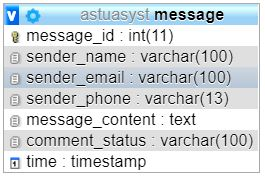 astuasyst message
message_id : int(11)
sender_name : varchar(100)
sender_email : varchar(100)
sender_phone : varchar(13)
message_content : text
comment_status : varchar(100)
time : timestamp